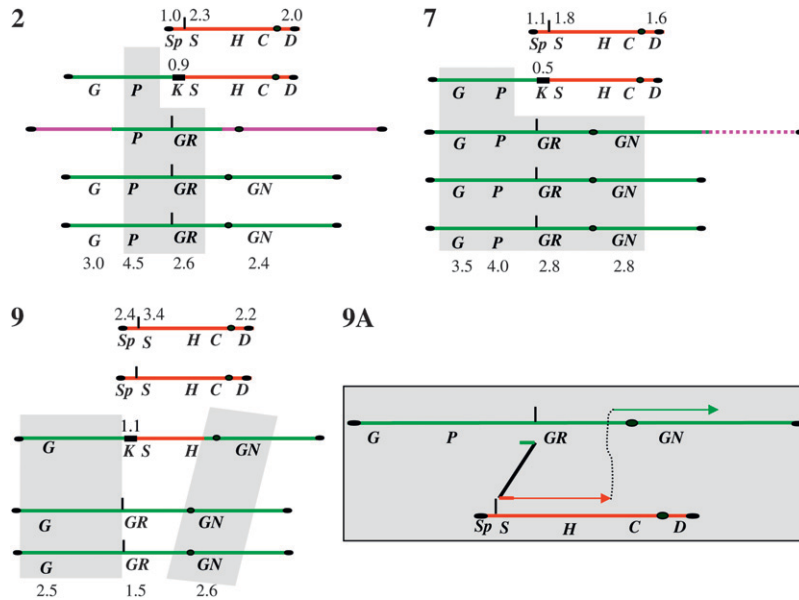 2
1.0 2.3 2.0
Sp S H C D
0.9
G P K S H C D
P GR
G P GR GN
G P GR GN
3.0 4.5 2.6 2.4
7
1.1 1.8 1.6
Sp S H C D
0.5
G P K S H C D
G P GR GN
G P GR GN
G P GR GN
3.5 4.0 2.8 2.8
9
2.4 3.4 2.2
Sp S H C D
Sp S H C D
1.1
G K S H GN
G GR GN
G GR GN
2.5 1.5 2.6
9A
G P GR GN
Sp S H C D